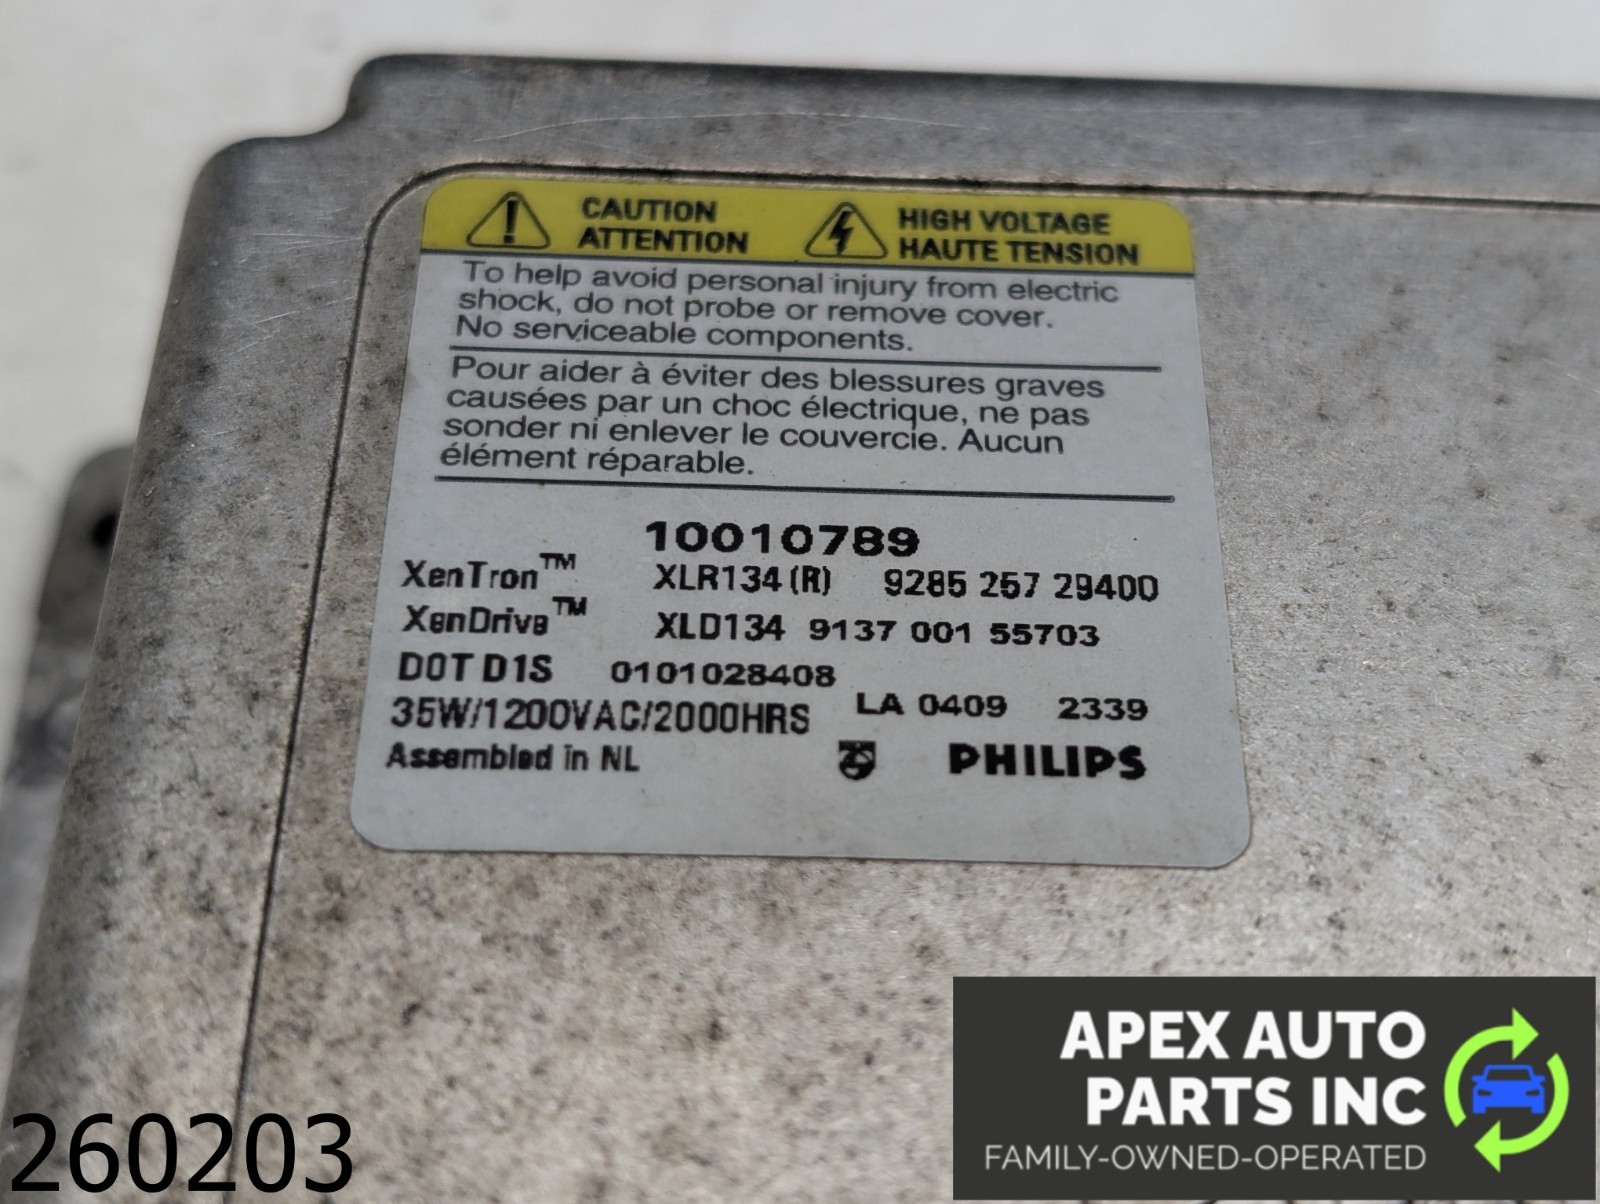 CAUTION
ATTENTION
HIGH VOLTAGE
HAUTE TENSION
To help avoid personal injury from electric
shock, do not probe or remove cover.
No serviceable components.
Pour aider à éviter des blessures graves
causées par un choc électrique, ne pas
sonder ni enlever le couvercie. Aucun
élément réparable.
10010789
XenTron™ XLR134 (R) 9285 257 29400
XenDrive™ XLD134 9137 001 55703
DOT D1S 0101028408
35W/1200VAC/2000HRS LA 0409 2339
Assembled in NL PHILIPS
APEX AUTO
PARTS INC
FAMILY-OWNED-OPERATED
260203